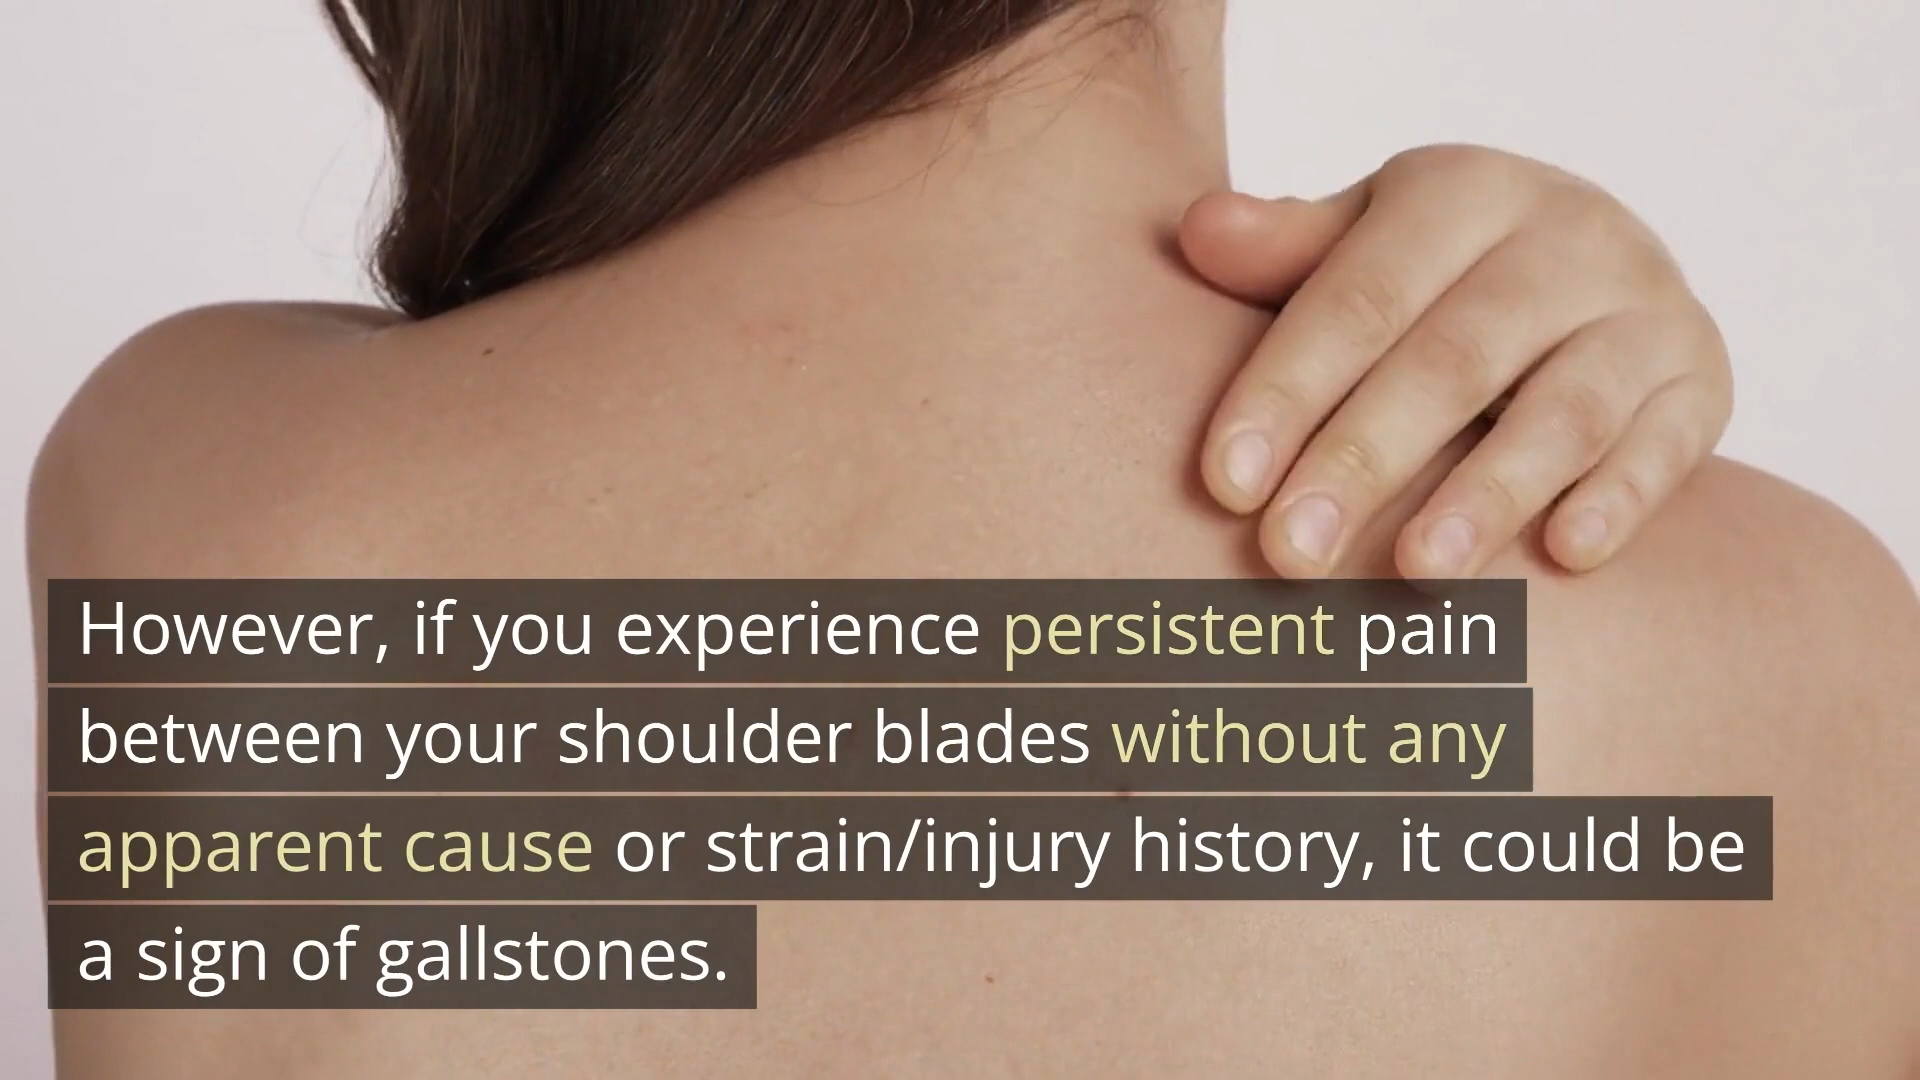 However, if you experience persistent pain
between your shoulder blades without any
apparent cause or strain/injury history, it could be
a sign of gallstones.